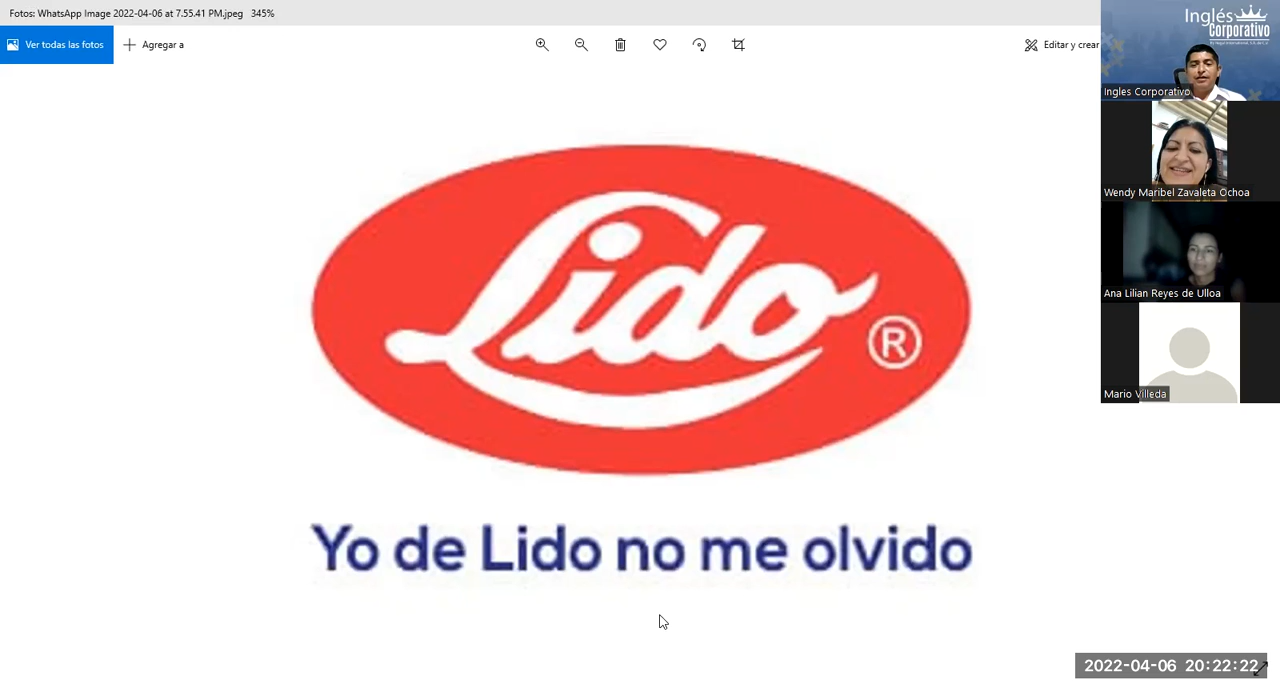 Fotos: WhatsApp Image 2022-04-06 at 7.55.41 PM.jpeg 345%
Ver todas las fotos
Agregar a
Editar y crear
Inglés
Corporativo
Ingles Corporativo
Wendy Maribel Zavaleta Ochoa
Ana Lilian Reyes de Ulloa
Mario Villeda
Lido
®
Yo de Lido no me olvido
2022-04-06 20:22:22